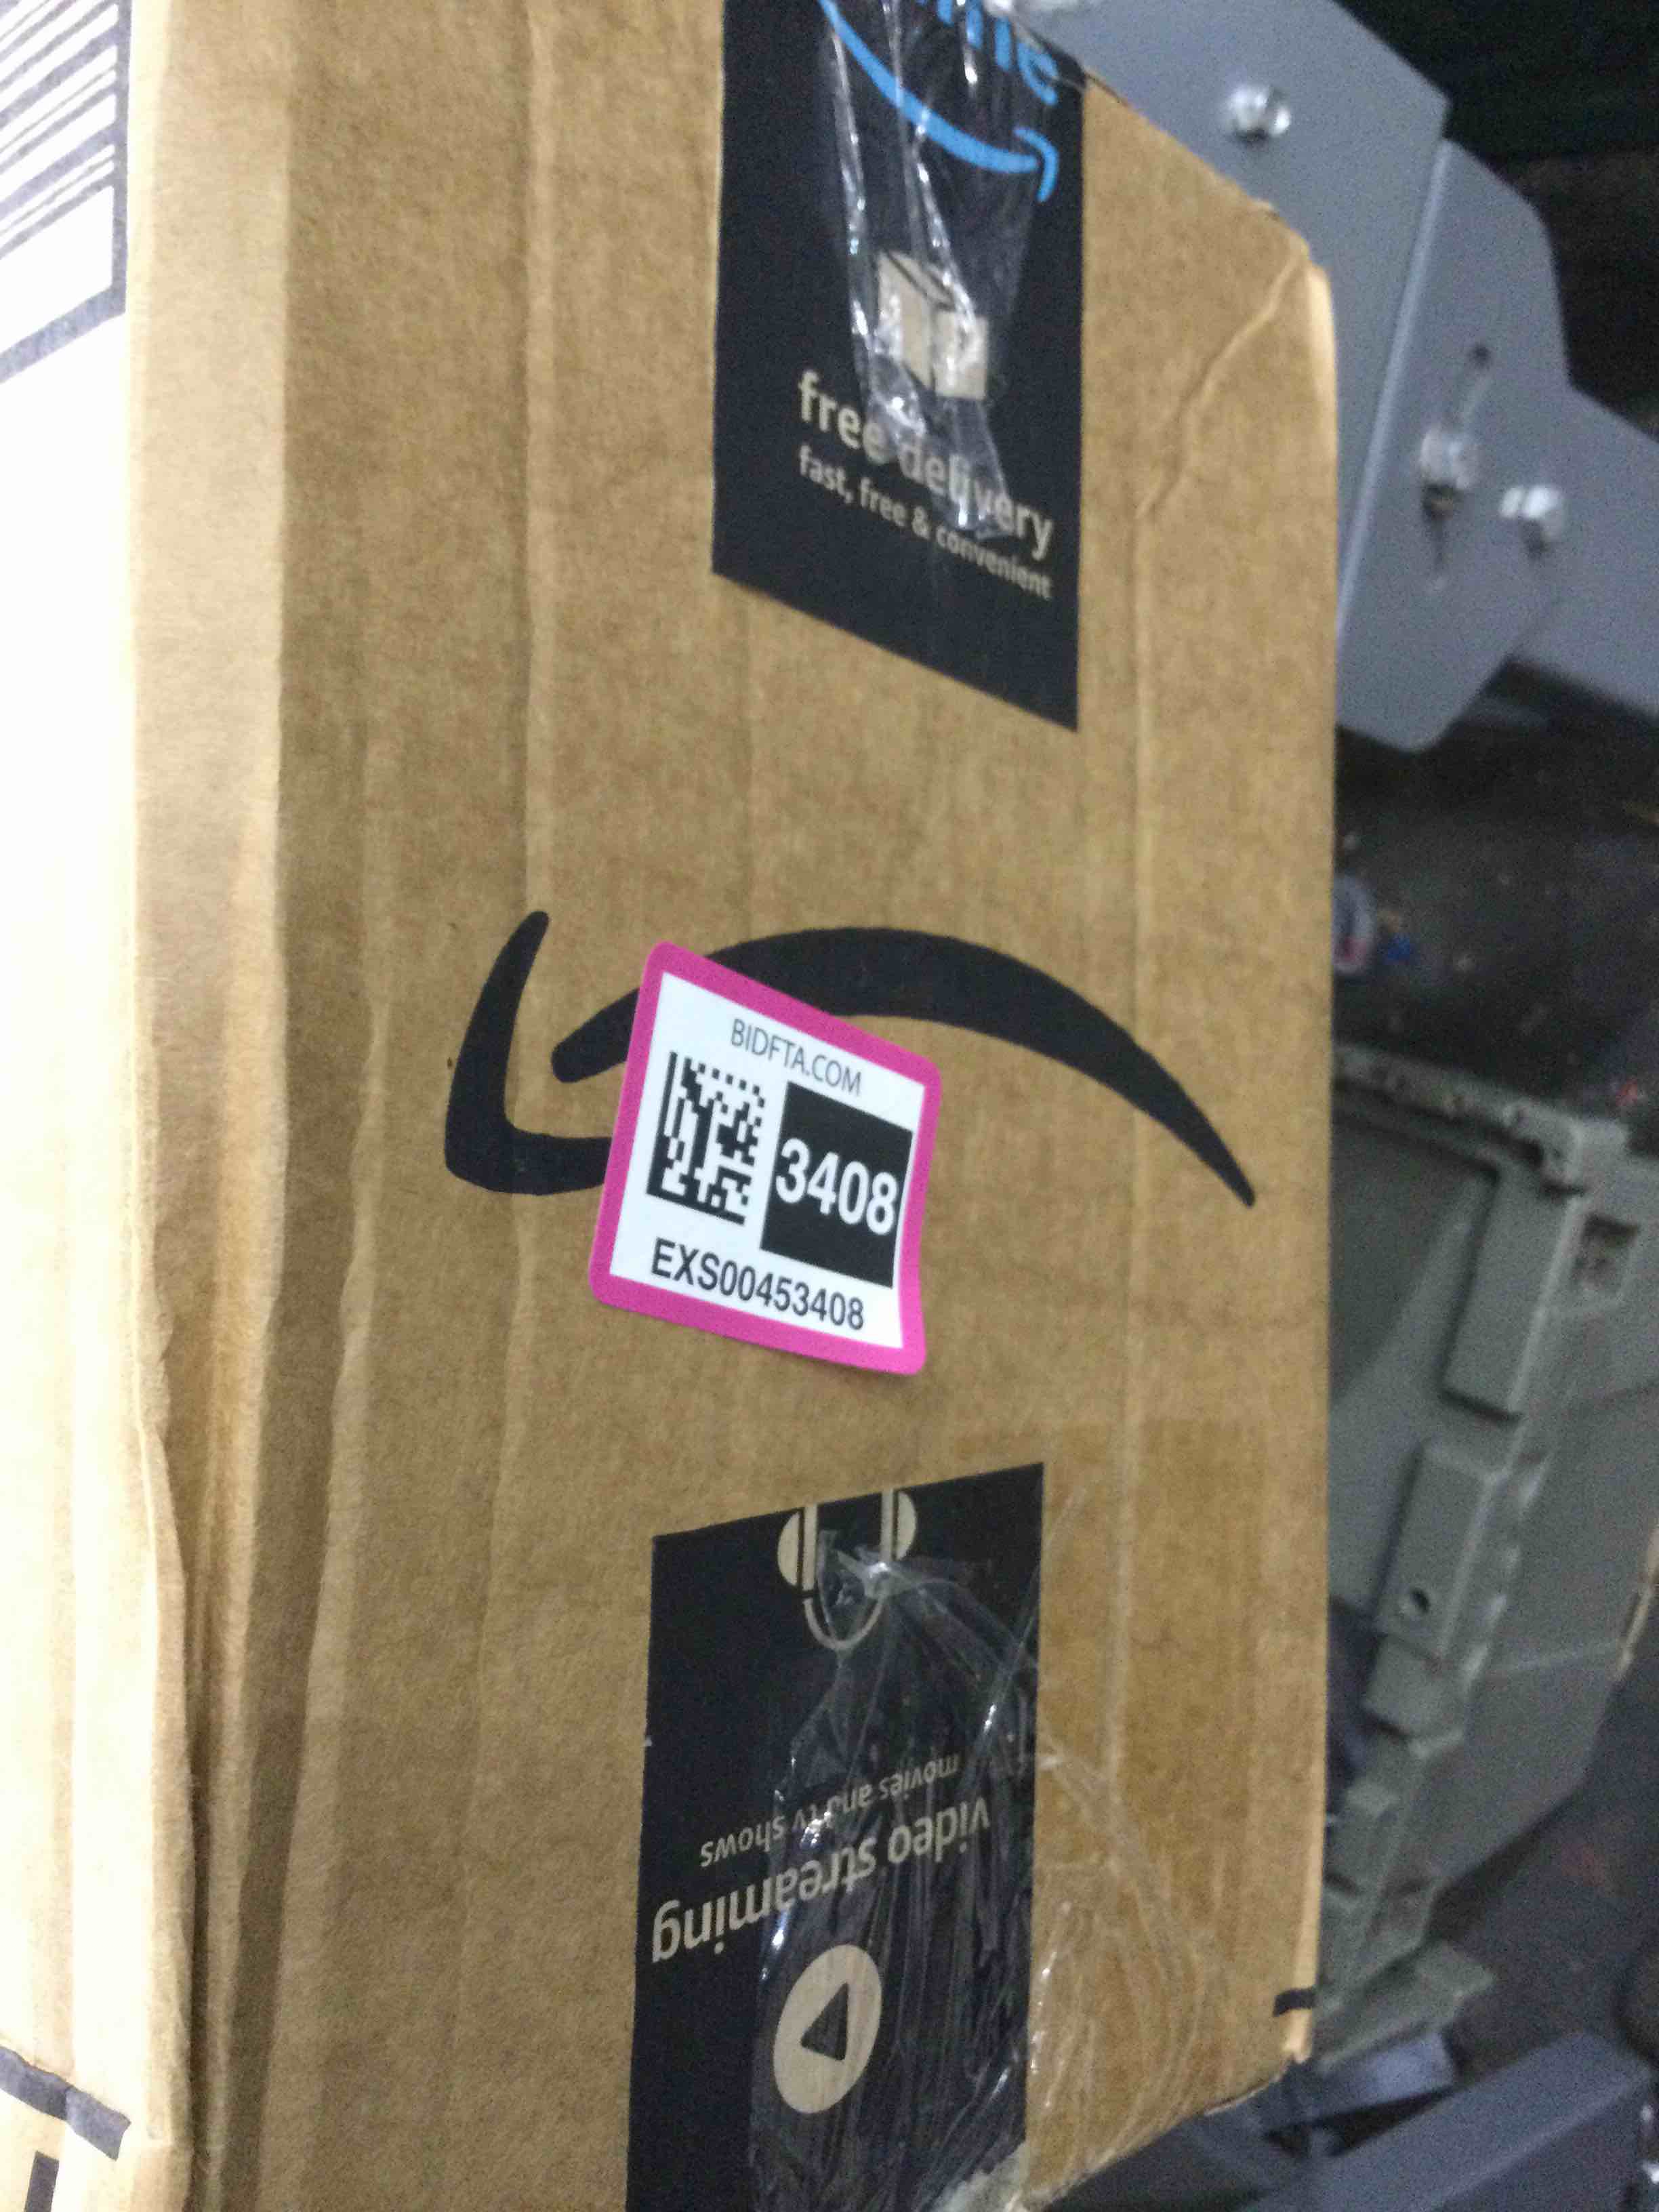 free delivery
fast, free & convenient
BIDFTA.COM
3408
EXS00453408
video streaming
movies and tv shows